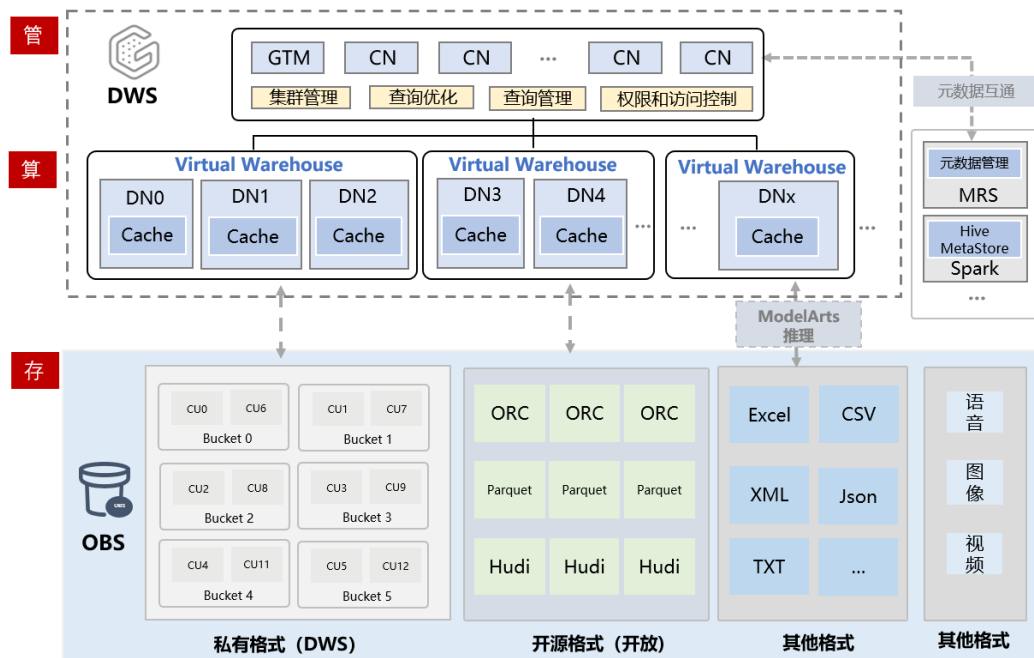 管
DWS
GTM
CN
CN
...
CN
CN
集群管理
查询优化
查询管理
权限和访问控制
元数据互通
算
Virtual Warehouse
DN0
Cache
DN1
Cache
DN2
Cache
Virtual Warehouse
DN3
Cache
DN4
Cache
...
Virtual Warehouse
...
DNx
Cache
...
元数据管理
MRS
Hive
MetaStore
Spark
...
ModelArts
推理
存
OBS
CU0
CU6
Bucket 0
CU1
CU7
Bucket 1
CU2
CU8
Bucket 2
CU3
CU9
Bucket 3
CU4
CU11
Bucket 4
CU5
CU12
Bucket 5
私有格式（DWS）
ORC
ORC
ORC
Parquet
Parquet
Parquet
Hudi
Hudi
Hudi
开源格式（开放）
Excel
CSV
XML
Json
TXT
...
其他格式
语
音
图
像
视
频
其他格式